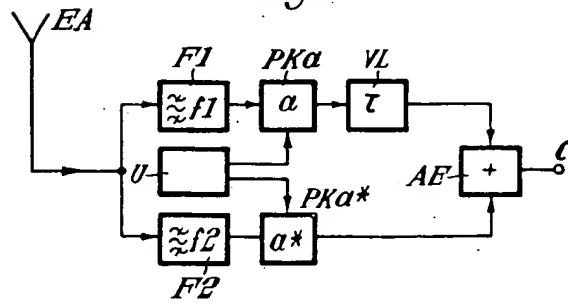 EA
F1
PKa
VL
≈ f1
a
τ
U
AE
+
C
PKa*
≈ f2
a*
F2